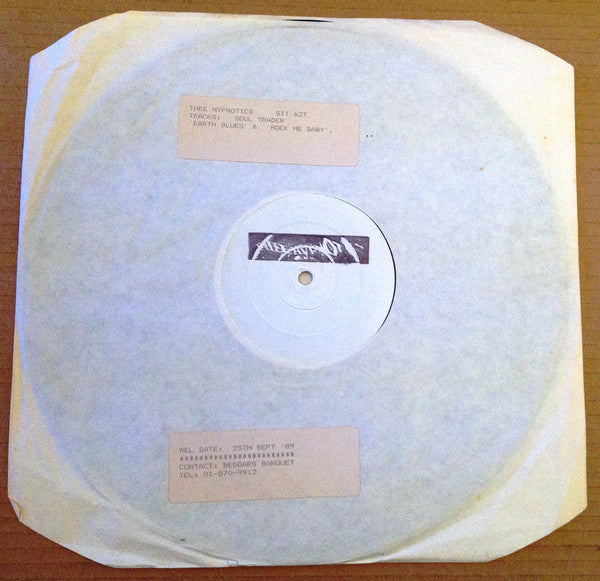 THEE HYPNOTICS SIT 62T
TRACKS: 'SOUL TRADER
'EARTH BLUES' & 'ROCK ME BABY'.
REL DATE: 25TH SEPT '89
************************
CONTACT: BEGGARS BANQUET
TEL: 01-870-9912